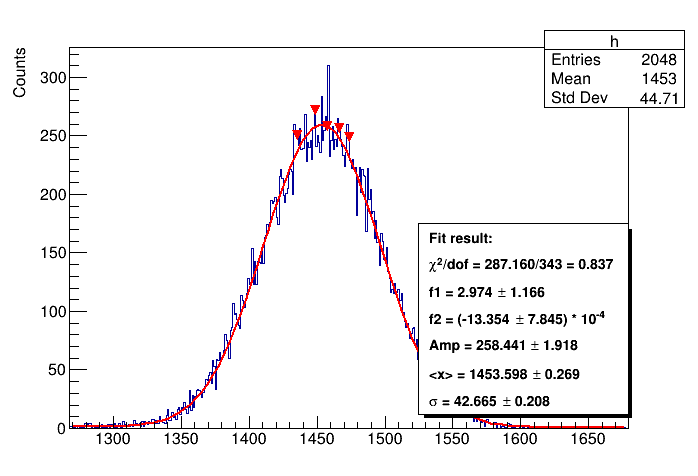 h
Entries 2048
Mean 1453
Std Dev 44.71
Counts
300
250
200
150
100
50
0
Fit result:
χ²/dof = 287.160/343 = 0.837
f1 = 2.974 ± 1.166
f2 = (-13.354 ± 7.845) * 10⁻⁴
Amp = 258.441 ± 1.918
<x> = 1453.598 ± 0.269
σ = 42.665 ± 0.208
1300 1350 1400 1450 1500 1550 1600 1650